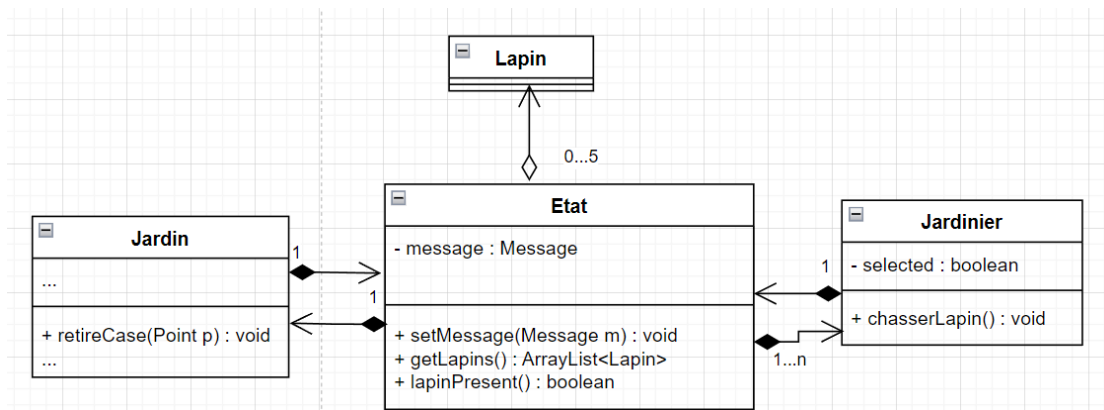 Lapin
0...5
Jardin
...
+ retireCase(Point p) : void
...
1
1
Etat
- message : Message
+ setMessage(Message m) : void
+ getLapins() : ArrayList<Lapin>
+ lapinPresent() : boolean
1
1...n
Jardinier
- selected : boolean
+ chasserLapin() : void